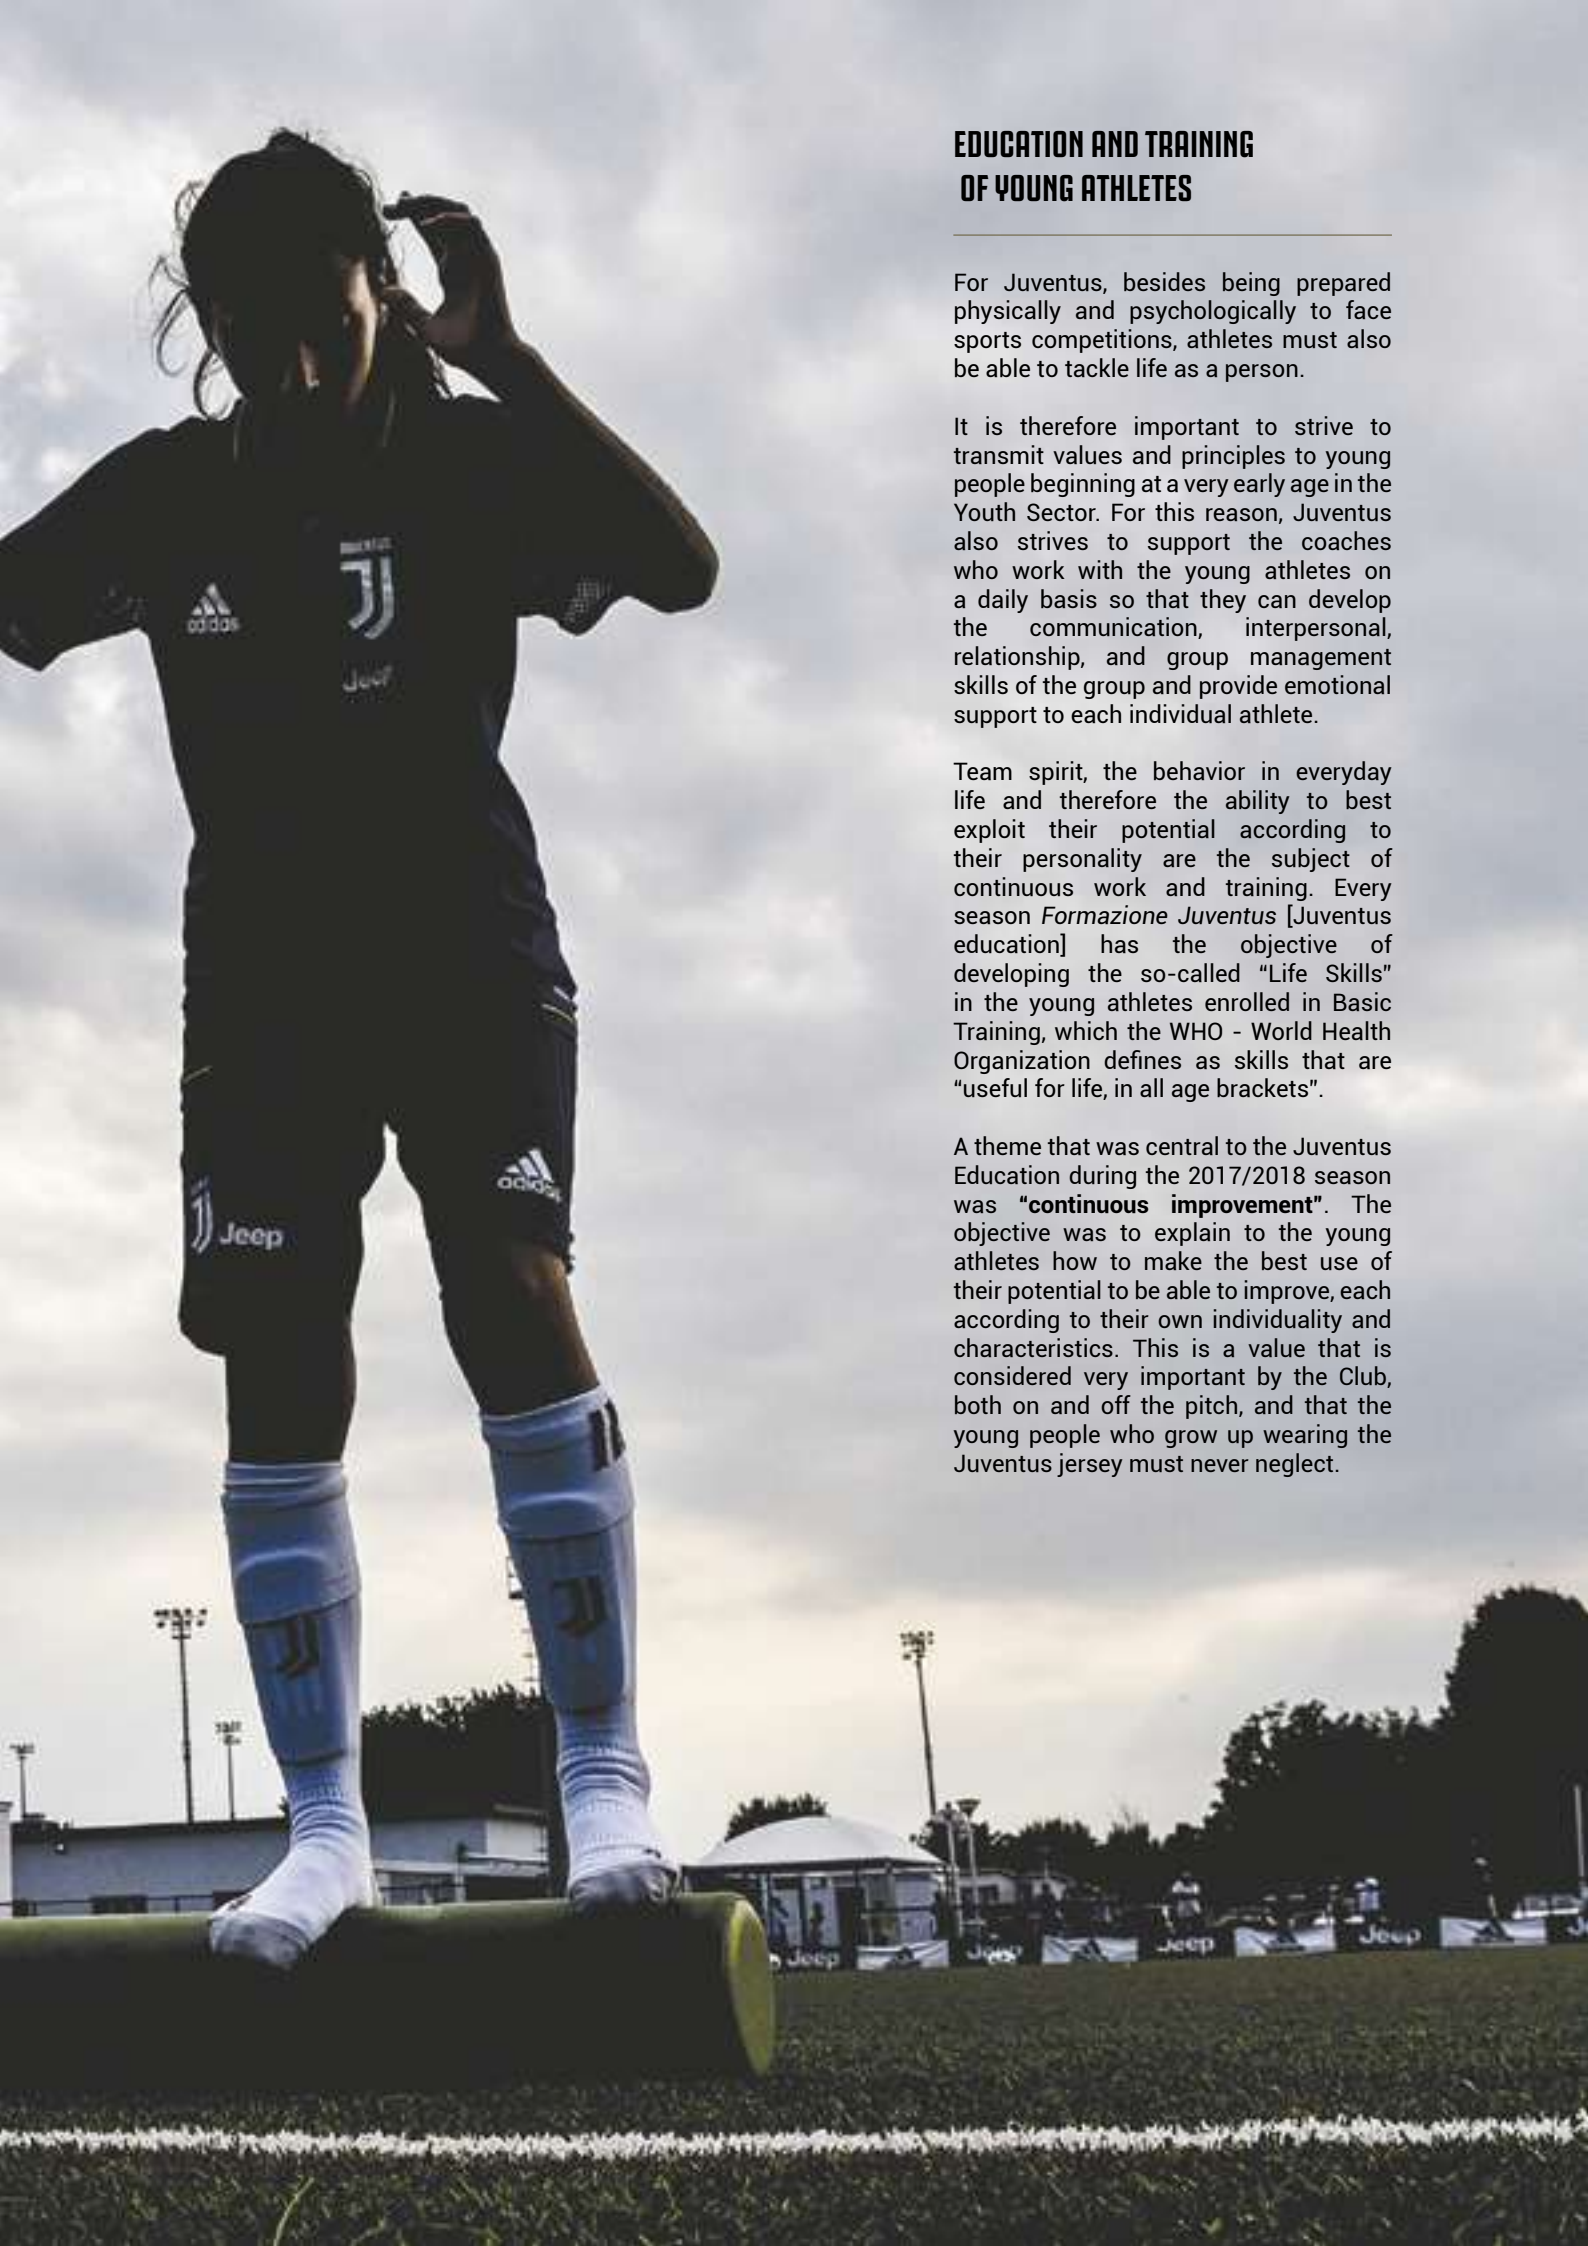 EDUCATION AND TRAINING
OF YOUNG ATHLETES
For Juventus, besides being prepared
physically and psychologically to face
sports competitions, athletes must also
be able to tackle life as a person.
It is therefore important to strive to
transmit values and principles to young
people beginning at a very early age in the
Youth Sector. For this reason, Juventus
also strives to support the coaches
who work with the young athletes on
a daily basis so that they can develop
the communication, interpersonal,
relationship, and group management
skills of the group and provide emotional
support to each individual athlete.
Team spirit, the behavior in everyday
life and therefore the ability to best
exploit their potential according to
their personality are the subject of
continuous work and training. Every
season Formazione Juventus [Juventus
education] has the objective of
developing the so-called “Life Skills”
in the young athletes enrolled in Basic
Training, which the WHO - World Health
Organization defines as skills that are
“useful for life, in all age brackets”.
A theme that was central to the Juventus
Education during the 2017/2018 season
was “continuous improvement”. The
objective was to explain to the young
athletes how to make the best use of
their potential to be able to improve, each
according to their own individuality and
characteristics. This is a value that is
considered very important by the Club,
both on and off the pitch, and that the
young people who grow up wearing the
Juventus jersey must never neglect.
JUVENTUS
adidas
Jeep
adidas
Jeep
Jeep
Jeep
Jeep
Jeep